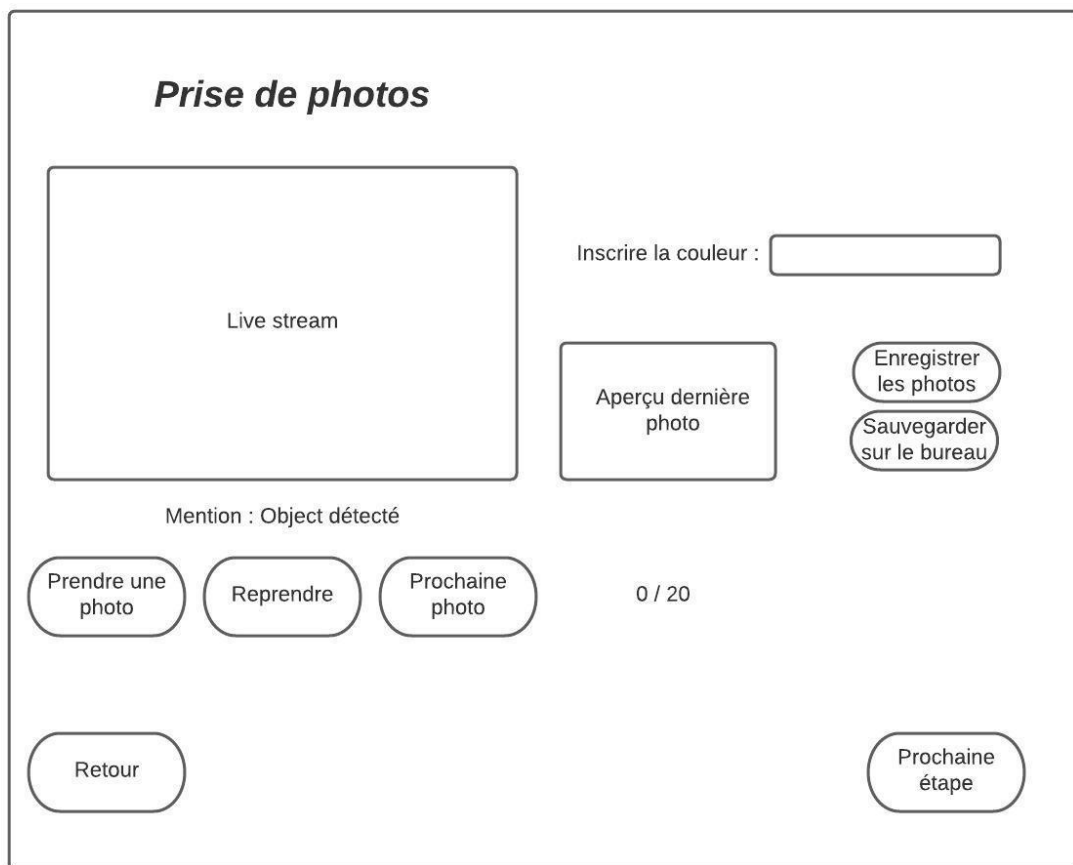 Prise de photos
Inscrire la couleur :
Live stream
Enregistrer
les photos
Aperçu dernière
photo
Sauvegarder
sur le bureau
Mention : Object détecté
Prendre une
photo
Reprendre
Prochaine
photo
0 / 20
Retour
Prochaine
étape